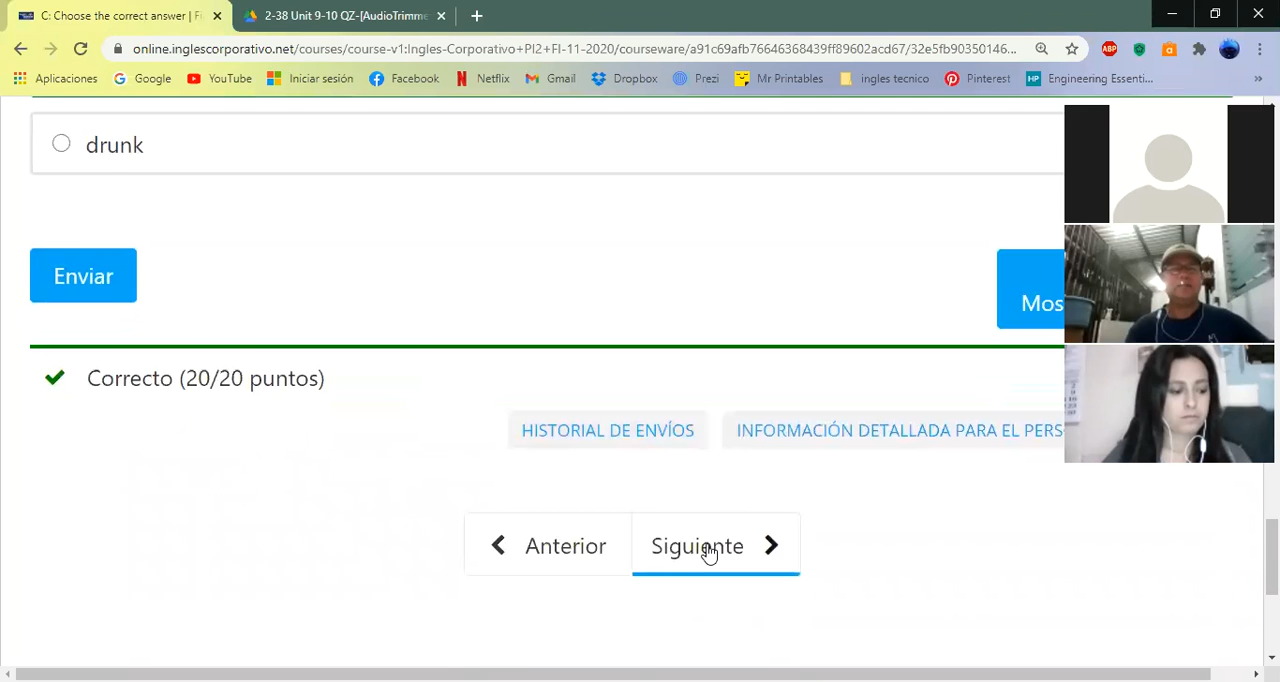 C: Choose the correct answer | Fi
2-38 Unit 9-10 QZ-[AudioTrimme
online.inglescorporativo.net/courses/course-v1:Ingles-Corporativo+PI2+FI-11-2020/courseware/a91c69afb76646368439ff89602acd67/32e5fb90350146...
ABP
Aplicaciones
Google
YouTube
Iniciar sesión
Facebook
Netflix
Gmail
Dropbox
Prezi
Mr Printables
ingles tecnico
Pinterest
HP
Engineering Essenti...
»
drunk
Enviar
Mos
Correcto (20/20 puntos)
HISTORIAL DE ENVÍOS
INFORMACIÓN DETALLADA PARA EL PERS
Anterior
Siguiente